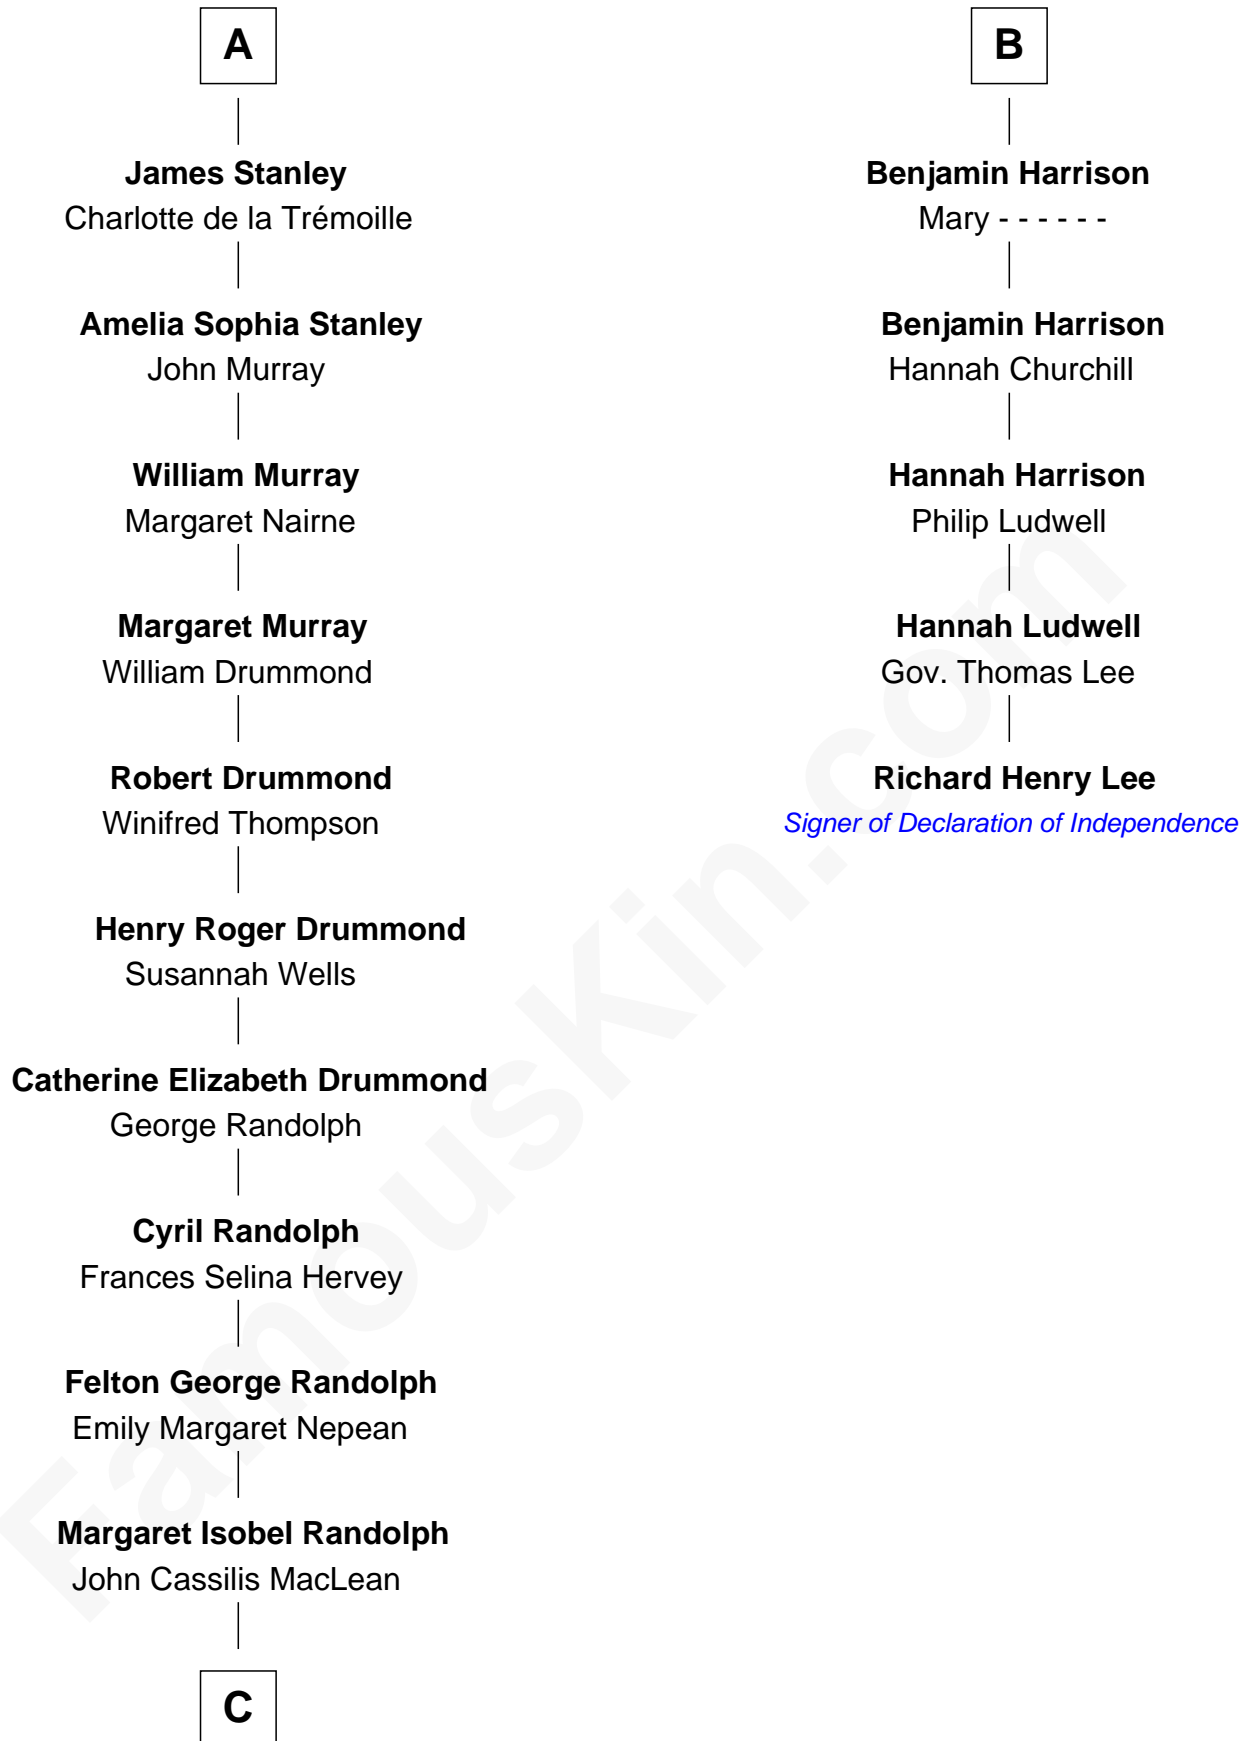 A
James Stanley
Charlotte de la Trémoille
Amelia Sophia Stanley
John Murray
William Murray
Margaret Nairne
Margaret Murray
William Drummond
Robert Drummond
Winifred Thompson
Henry Roger Drummond
Susannah Wells
Catherine Elizabeth Drummond
George Randolph
Cyril Randolph
Frances Selina Hervey
Felton George Randolph
Emily Margaret Nepean
Margaret Isobel Randolph
John Cassilis MacLean
C
B
Benjamin Harrison
Mary - - - - - -
Benjamin Harrison
Hannah Churchill
Hannah Harrison
Philip Ludwell
Hannah Ludwell
Gov. Thomas Lee
Richard Henry Lee
Signer of Declaration of Independence
FamousKin.com